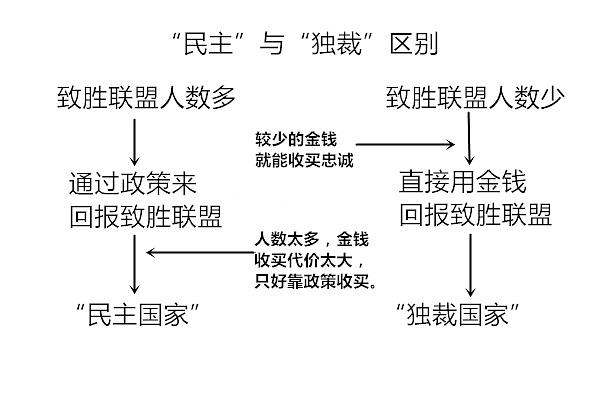 “民主”与“独裁”区别
致胜联盟人数多
致胜联盟人数少
较少的金钱
就能收买忠诚
通过政策来
回报致胜联盟
直接用金钱
回报致胜联盟
人数太多，金钱
收买代价太大，
只好靠政策收买。
“民主国家”
“独裁国家”